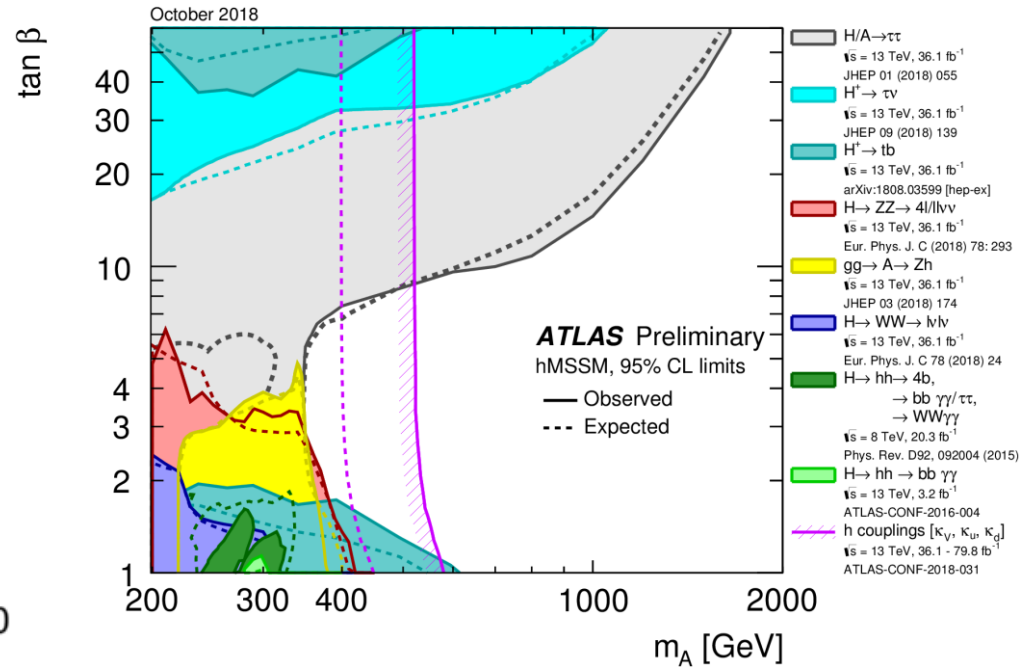 October 2018
tan β
40
30
20
10
4
3
2
1
200
300
400
1000
2000
m_A [GeV]
0
ATLAS Preliminary
hMSSM, 95% CL limits
Observed
Expected
H/A→ττ
√s = 13 TeV, 36.1 fb⁻¹
JHEP 01 (2018) 055
H⁺→ τν
√s = 13 TeV, 36.1 fb⁻¹
JHEP 09 (2018) 139
H⁺→ tb
√s = 13 TeV, 36.1 fb⁻¹
arXiv:1808.03599 [hep-ex]
H→ ZZ→ 4l/llνν
√s = 13 TeV, 36.1 fb⁻¹
Eur. Phys. J. C (2018) 78: 293
gg→ A→ Zh
√s = 13 TeV, 36.1 fb⁻¹
JHEP 03 (2018) 174
H→ WW→ lνlν
√s = 13 TeV, 36.1 fb⁻¹
Eur. Phys. J. C 78 (2018) 24
H→ hh→ 4b,
→ bb γγ/ττ,
→ WWγγ
√s = 8 TeV, 20.3 fb⁻¹
Phys. Rev. D92, 092004 (2015)
H→ hh → bb γγ
√s = 13 TeV, 3.2 fb⁻¹
ATLAS-CONF-2016-004
h couplings [κ_V, κ_u, κ_d]
√s = 13 TeV, 36.1 - 79.8 fb⁻¹
ATLAS-CONF-2018-031